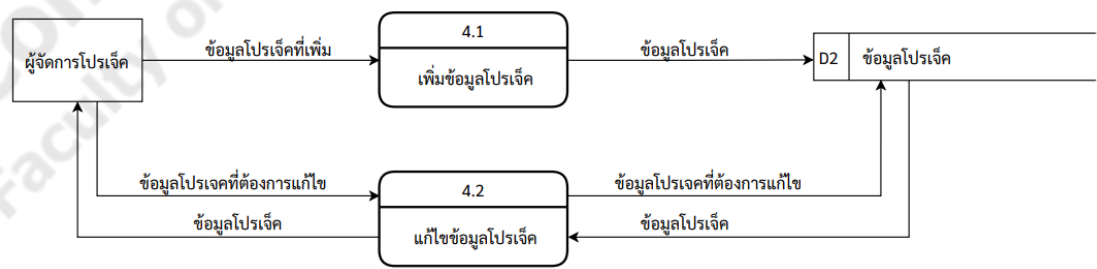 4.1
ผู้จัดการโปรเจ็ค
ข้อมูลโปรเจ็คที่เพิ่ม
เพิ่มข้อมูลโปรเจ็ค
ข้อมูลโปรเจ็ค
D2 ข้อมูลโปรเจ็ค
ข้อมูลโปรเจคที่ต้องการแก้ไข
4.2
ข้อมูลโปรเจคที่ต้องการแก้ไข
ข้อมูลโปรเจ็ค
แก้ไขข้อมูลโปรเจ็ค
ข้อมูลโปรเจ็ค
Faculty